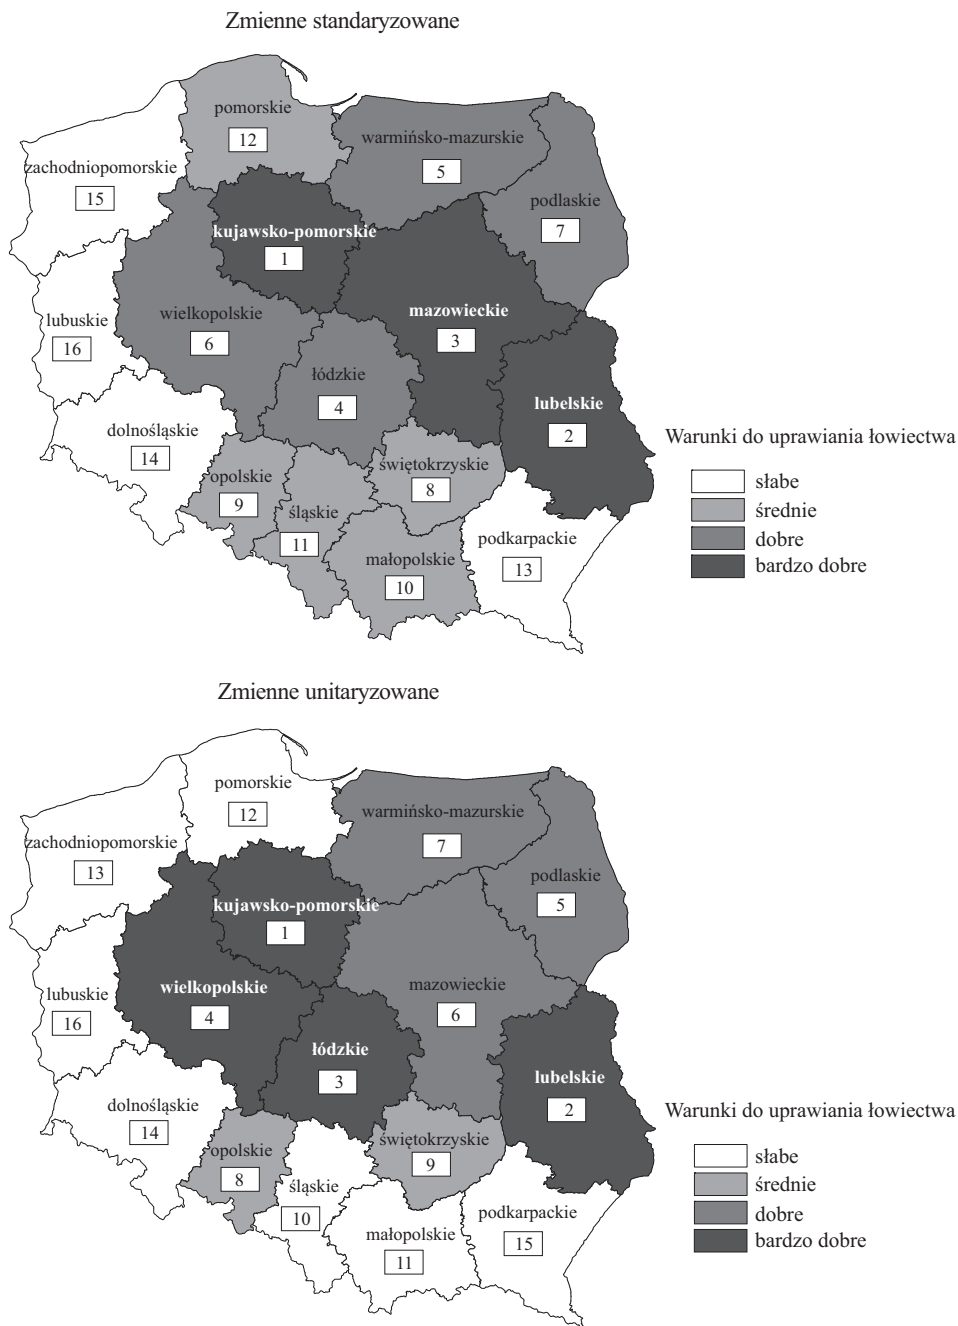 Zmienne standaryzowane
pomorskie
12
warmińsko-mazurskie
5
zachodniopomorskie
15
podlaskie
7
kujawsko-pomorskie
1
mazowieckie
3
wielkopolskie
6
lubuskie
16
łódzkie
4
lubelskie
2
dolnośląskie
14
Warunki do uprawiania łowiectwa
słabe
średnie
dobre
bardzo dobre
świętokrzyskie
8
opolskie
9
śląskie
11
podkarpackie
13
małopolskie
10
Zmienne unitaryzowane
pomorskie
12
warmińsko-mazurskie
7
zachodniopomorskie
13
podlaskie
5
kujawsko-pomorskie
1
mazowieckie
6
wielkopolskie
4
lubuskie
16
łódzkie
3
lubelskie
2
dolnośląskie
14
Warunki do uprawiania łowiectwa
słabe
średnie
dobre
bardzo dobre
świętokrzyskie
9
opolskie
8
śląskie
10
podkarpackie
15
małopolskie
11